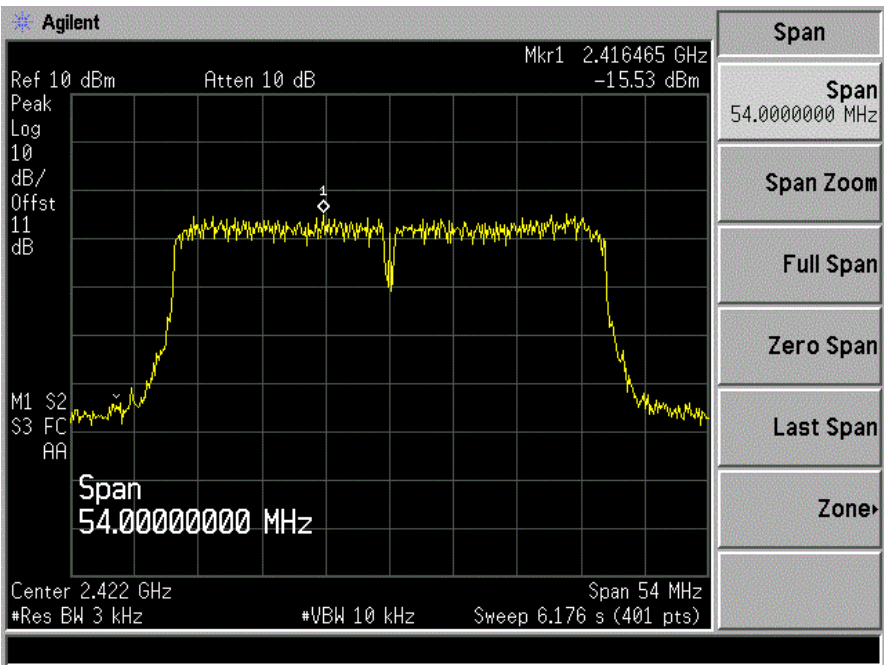 Agilent
Mkr1 2.416465 GHz
Ref 10 dBm Atten 10 dB -15.53 dBm
Peak
Log
10
dB/
Offst
11
dB
1
M1 S2
S3 FC
AA
Span
54.00000000 MHz
Center 2.422 GHz Span 54 MHz
#Res BW 3 kHz #VBW 10 kHz Sweep 6.176 s (401 pts)
Span
Span
54.0000000 MHz
Span Zoom
Full Span
Zero Span
Last Span
Zone